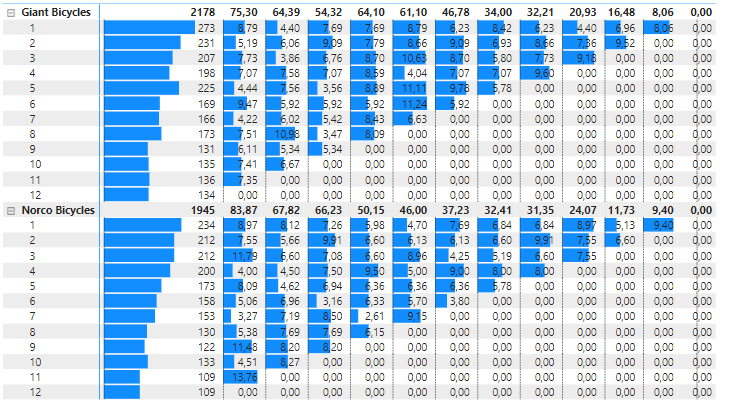 Giant Bicycles 2178 75,30 64,39 54,32 64,10 61,10 46,78 34,00 32,21 20,93 16,48 8,06 0,00
1 273 8,79 4,40 7,69 7,69 8,79 6,23 8,42 6,23 4,40 6,96 8,06 0,00
2 231 5,19 6,06 9,09 7,79 8,66 9,09 6,93 8,66 7,36 9,52 0,00 0,00
3 207 7,73 3,86 6,76 8,70 10,63 8,70 5,80 7,73 9,18 0,00 0,00 0,00
4 198 7,07 7,58 7,07 8,59 4,04 7,07 7,07 9,60 0,00 0,00 0,00 0,00
5 225 4,44 7,56 3,56 8,89 11,11 9,78 5,78 0,00 0,00 0,00 0,00 0,00
6 169 9,47 5,92 5,92 5,92 11,24 5,92 0,00 0,00 0,00 0,00 0,00 0,00
7 166 4,22 6,02 5,42 8,43 6,63 0,00 0,00 0,00 0,00 0,00 0,00 0,00
8 173 7,51 10,98 3,47 8,09 0,00 0,00 0,00 0,00 0,00 0,00 0,00 0,00
9 131 6,11 5,34 5,34 0,00 0,00 0,00 0,00 0,00 0,00 0,00 0,00 0,00
10 135 7,41 6,67 0,00 0,00 0,00 0,00 0,00 0,00 0,00 0,00 0,00 0,00
11 136 7,35 0,00 0,00 0,00 0,00 0,00 0,00 0,00 0,00 0,00 0,00 0,00
12 134 0,00 0,00 0,00 0,00 0,00 0,00 0,00 0,00 0,00 0,00 0,00 0,00
Norco Bicycles 1945 83,87 67,82 66,23 50,15 46,00 37,23 32,41 31,35 24,07 11,73 9,40 0,00
1 234 8,97 8,12 7,26 5,98 4,70 7,69 6,84 6,84 8,97 5,13 9,40 0,00
2 212 7,55 5,66 9,91 6,60 6,13 6,13 6,60 9,91 7,55 6,60 0,00 0,00
3 212 11,79 6,60 7,08 6,60 8,96 4,25 5,19 6,60 7,55 0,00 0,00 0,00
4 200 4,00 4,50 7,50 9,50 5,00 9,00 8,00 8,00 0,00 0,00 0,00 0,00
5 173 8,09 4,62 6,94 6,36 6,36 6,36 5,78 0,00 0,00 0,00 0,00 0,00
6 158 5,06 6,96 3,16 6,33 5,70 3,80 0,00 0,00 0,00 0,00 0,00 0,00
7 153 3,27 7,19 8,50 2,61 9,15 0,00 0,00 0,00 0,00 0,00 0,00 0,00
8 130 5,38 7,69 7,69 6,15 0,00 0,00 0,00 0,00 0,00 0,00 0,00 0,00
9 122 11,48 8,20 8,20 0,00 0,00 0,00 0,00 0,00 0,00 0,00 0,00 0,00
10 133 4,51 8,27 0,00 0,00 0,00 0,00 0,00 0,00 0,00 0,00 0,00 0,00
11 109 13,76 0,00 0,00 0,00 0,00 0,00 0,00 0,00 0,00 0,00 0,00 0,00
12 109 0,00 0,00 0,00 0,00 0,00 0,00 0,00 0,00 0,00 0,00 0,00 0,00